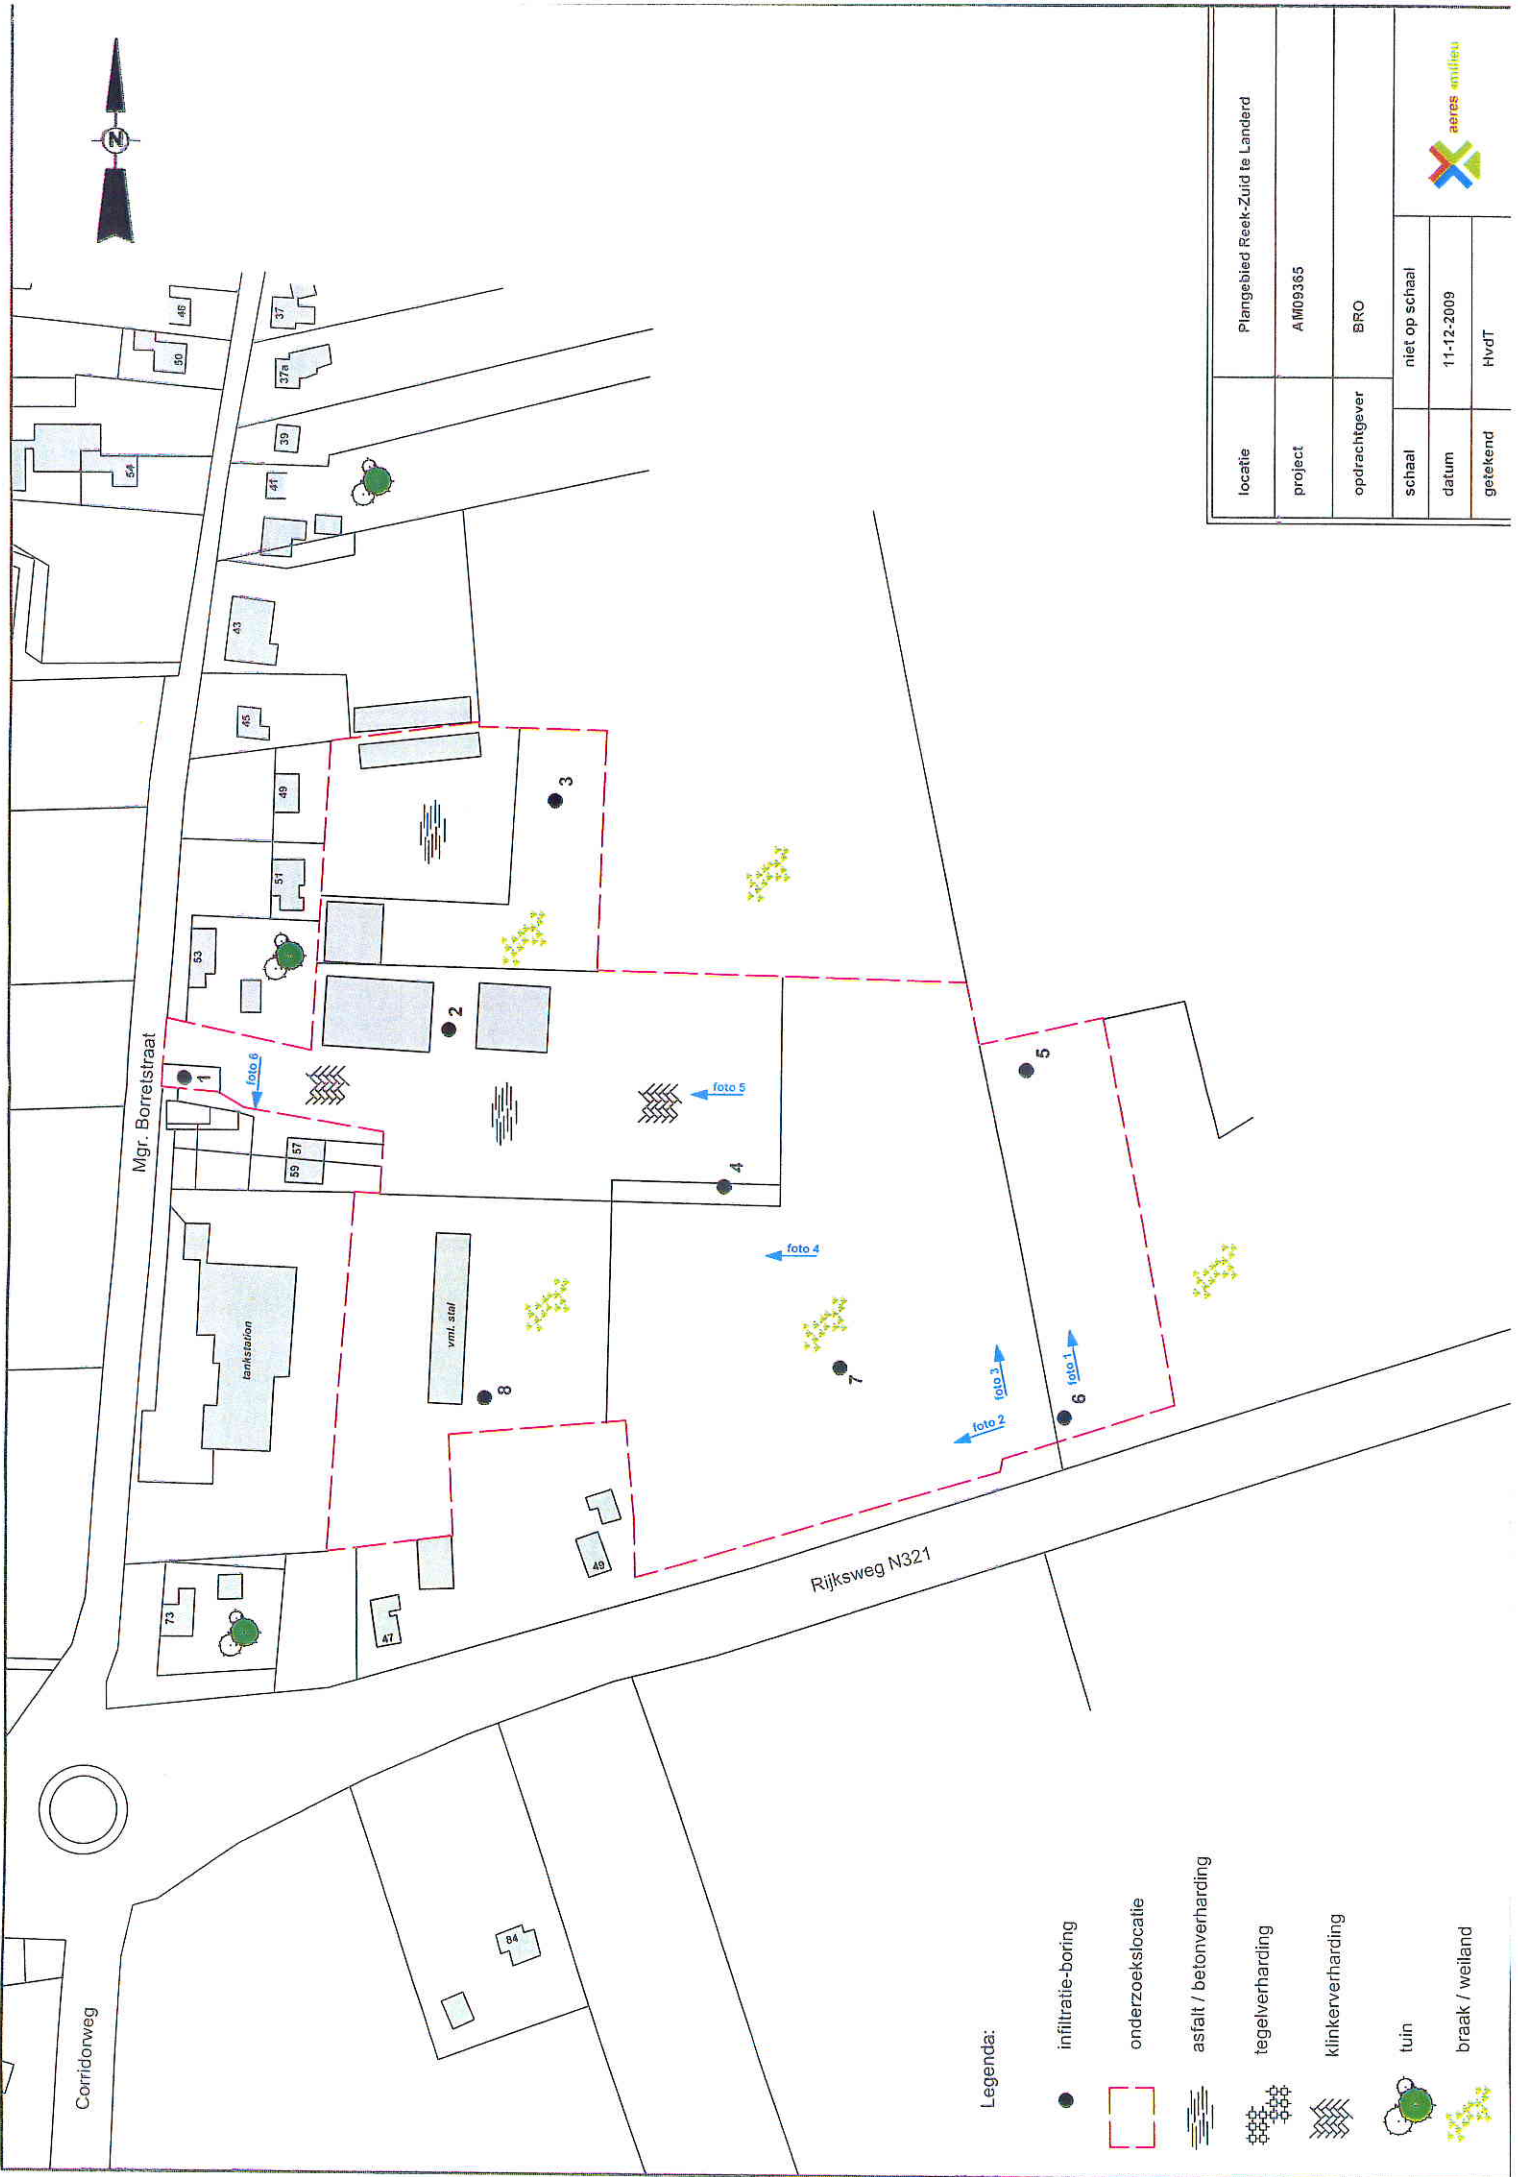 N
Corridorweg
Mgr. Borretstraat
Rijksweg N321
tankstation
vml. stal
73
47
49
84
59
57
53
51
49
45
43
41
39
37a
37
54
50
48
1
2
3
4
5
6
7
8
foto 1
foto 2
foto 3
foto 4
foto 5
foto 6
Legenda:
infiltratie-boring
onderzoekslocatie
asfalt / betonverharding
tegelverharding
klinkerverharding
tuin
braak / weiland
locatie Plangebied Reek-Zuid te Landerd
project AM09365
opdrachtgever BRO
schaal niet op schaal
datum 11-12-2009
getekend HvdT
aeres milieu